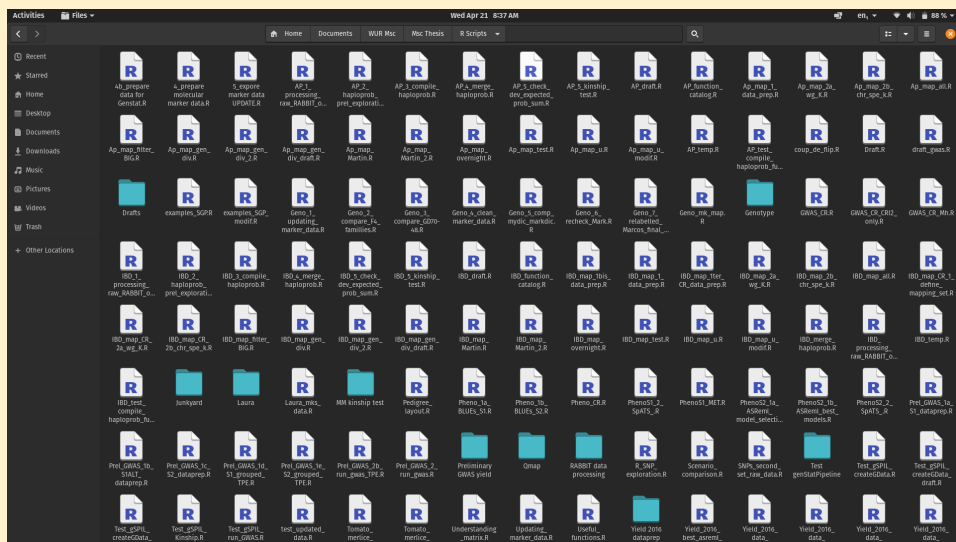 Activities Files Wed Apr 21 8:37 AM en, 88 %
Home Documents WUR Msc Msc Thesis R Scripts
Recent
Starred
Home
Desktop
Documents
Downloads
Music
Pictures
Videos
Trash
+ Other Locations
4b_prepare data for Genstat.R
4_prepare molecular marker data.R
5_expore marker data UPDATE.R
AP_1_processing_raw_RABBIT_o...
AP_2_haploprob_prel_explorati...
AP_3_compile_haploprob.R
AP_4_merge_haploprob.R
AP_5_check_dev_expected_prob_sum.R
AP_5_kinship_test.R
AP_draft.R
AP_function_catalog.R
Ap_map_1_data_prep.R
Ap_map_2a_wg_K.R
Ap_map_2b_chr_spe_k.R
Ap_map_all.R
Ap_map_filter_BIG.R
Ap_map_gen_div.R
Ap_map_gen_div_2.R
Ap_map_gen_div_draft.R
Ap_map_Martin.R
Ap_map_Martin_2.R
Ap_map_overnight.R
Ap_map_test.R
Ap_map_u.R
Ap_map_u_modif.R
AP_temp.R
AP_test_compile_haploprob_fu...
coup_de_flip.R
Draft.R
draft_gwas.R
Drafts
examples_SGP.R
examples_SGP_modif.R
Geno_1_updating_marker_data.R
Geno_2_compare_F4_famillies.R
Geno_3_compare_GD70-48.R
Geno_4_clean_marker_data.R
Geno_5_comp_mydic_markdic.R
Geno_6_recheck_Mark.R
Geno_7_relabelled_Marcos_final_...
Geno_mk_map.R
Genotype
GWAS_CR.R
GWAS_CR_CRI2_only.R
GWAS_CR_Mh.R
IBD_1_processing_raw_RABBIT_o...
IBD_2_haploprob_prel_explorati...
IBD_3_compile_haploprob.R
IBD_4_merge_haploprob.R
IBD_5_check_dev_expected_prob_sum.R
IBD_5_kinship_test.R
IBD_draft.R
IBD_function_catalog.R
IBD_map_1bis_data_prep.R
IBD_map_1_data_prep.R
IBD_map_1ter_CR_data_prep.R
IBD_map_2a_wg_K.R
IBD_map_2b_chr_spe_k.R
IBD_map_all.R
IBD_map_CR_1_define_mapping_set.R
IBD_map_CR_2a_wg_K.R
IBD_map_CR_2b_chr_spe_k.R
IBD_map_filter_BIG.R
IBD_map_gen_div.R
IBD_map_gen_div_2.R
IBD_map_gen_div_draft.R
IBD_map_Martin.R
IBD_map_Martin_2.R
IBD_map_overnight.R
IBD_map_test.R
IBD_map_u.R
IBD_map_u_modif.R
IBD_merge_haploprob.R
IBD_processing_raw_RABBIT_o...
IBD_temp.R
IBD_test_compile_haploprob_fu...
Junkyard
Laura
Laura_mks_data.R
MM kinship test
Pedigree_layout.R
Pheno_1a_BLUEs_S1.R
Pheno_1b_BLUEs_S2.R
Pheno_CR.R
PhenoS1_2_SpATS_.R
PhenoS1_MET.R
PhenoS2_1a_ASReml_model_selecti...
PhenoS2_1b_ASReml_best_models.R
PhenoS2_2_SpATS_.R
Prel_GWAS_1a_S1_dataprep.R
Prel_GWAS_1b_S1ALT_dataprep.R
Prel_GWAS_1c_S2_dataprep.R
Prel_GWAS_1d_S1_grouped_TPE.R
Prel_GWAS_1e_S2_grouped_TPE.R
Prel_GWAS_2b_run_gwas_TPE.R
Prel_GWAS_2_run_gwas.R
Preliminary GWAS yield
Qmap
RABBIT data processing
R_SNP_exploration.R
Scenario_comparison.R
SNPs_second_set_raw_data.R
Test genStatPipeline
Test_gSPIL_createGData.R
Test_gSPIL_createGData_draft.R
Test_gSPIL_createGData_
Test_gSPIL_Kinship.R
Test_gSPIL_run_GWAS.R
test_updated_data.R
Tomato_merlice_
Tomato_merlice_
Understanding_matrix.R
Updating_marker_data.R
Useful_functions.R
Yield 2016 dataprep
Yield_2016_best_asreml_
Yield_2016_data_
Yield_2016_data_
Yield_2016_data_
Yield_2016_data_